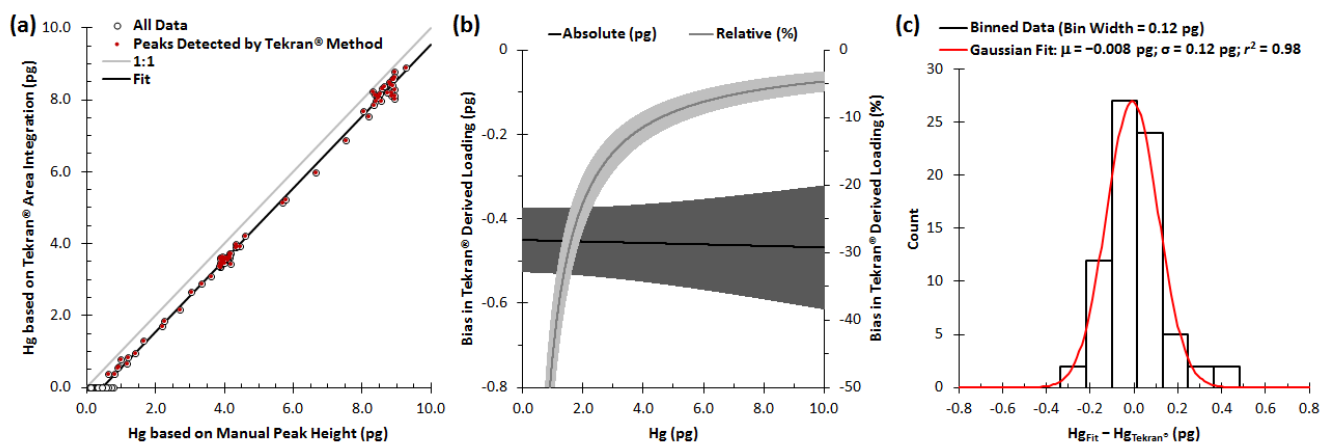 (a)
All Data
Peaks Detected by Tekran® Method
1:1
Fit
10.0
8.0
6.0
4.0
2.0
0.0
0.0 2.0 4.0 6.0 8.0 10.0
Hg based on Tekran® Area Integration (pg)
Hg based on Manual Peak Height (pg)
(b)
Absolute (pg) Relative (%)
0
-0.2
-0.4
-0.6
-0.8
0
-10
-20
-30
-40
-50
0.0 2.0 4.0 6.0 8.0 10.0
Bias in Tekran® Derived Loading (pg)
Bias in Tekran® Derived Loading (%)
Hg (pg)
(c)
Binned Data (Bin Width = 0.12 pg)
Gaussian Fit: μ = −0.008 pg; σ = 0.12 pg; r² = 0.98
30
25
20
15
10
5
0
-0.8 -0.6 -0.4 -0.2 0.0 0.2 0.4 0.6 0.8
Count
HgFit − HgTekran®
(pg)